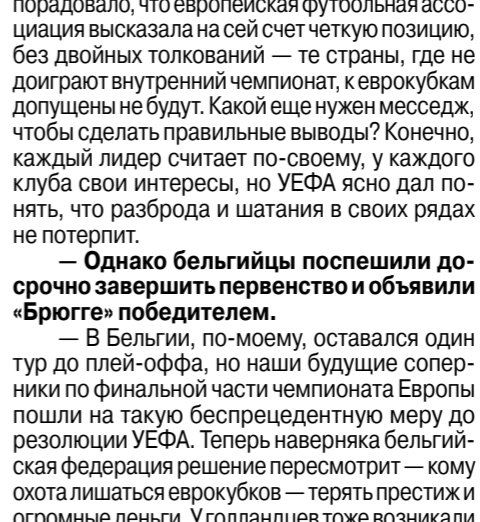 порадовало, что европейская футбольная ассо-
циация высказала на сей счет четкую позицию,
без двойных толкований — те страны, где не
доиграют внутренний чемпионат, к еврокубкам
допущены не будут. Какой еще нужен месседж,
чтобы сделать правильные выводы? Конечно,
каждый лидер считает по-своему, у каждого
клуба свои интересы, но УЕФА ясно дал по-
нять, что разброда и шатания в своих рядах
не потерпит.
— Однако бельгийцы поспешили до-
срочно завершить первенство и объявили
«Брюгге» победителем.
— В Бельгии, по-моему, оставался один
тур до плей-оффа, но наши будущие сопер-
ники по финальной части чемпионата Европы
пошли на такую беспрецедентную меру до
резолюции УЕФА. Теперь наверняка бельгий-
ская федерация решение пересмотрит — кому
охота лишаться еврокубков — терять престиж и
огромные деньги. У голландцев тоже возникали